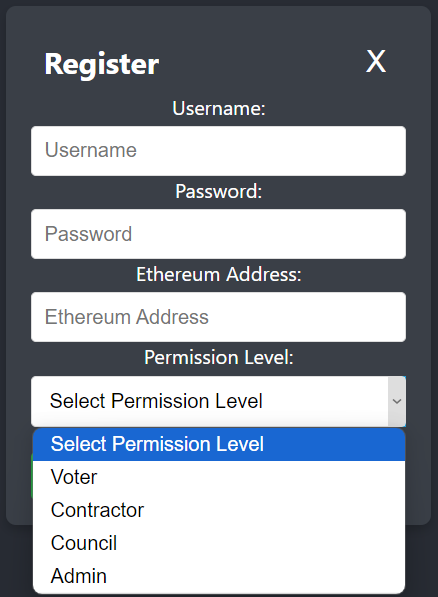 Register X
Username:
Username
Password:
Password
Ethereum Address:
Ethereum Address
Permission Level:
Select Permission Level
Select Permission Level
Voter
Contractor
Council
Admin